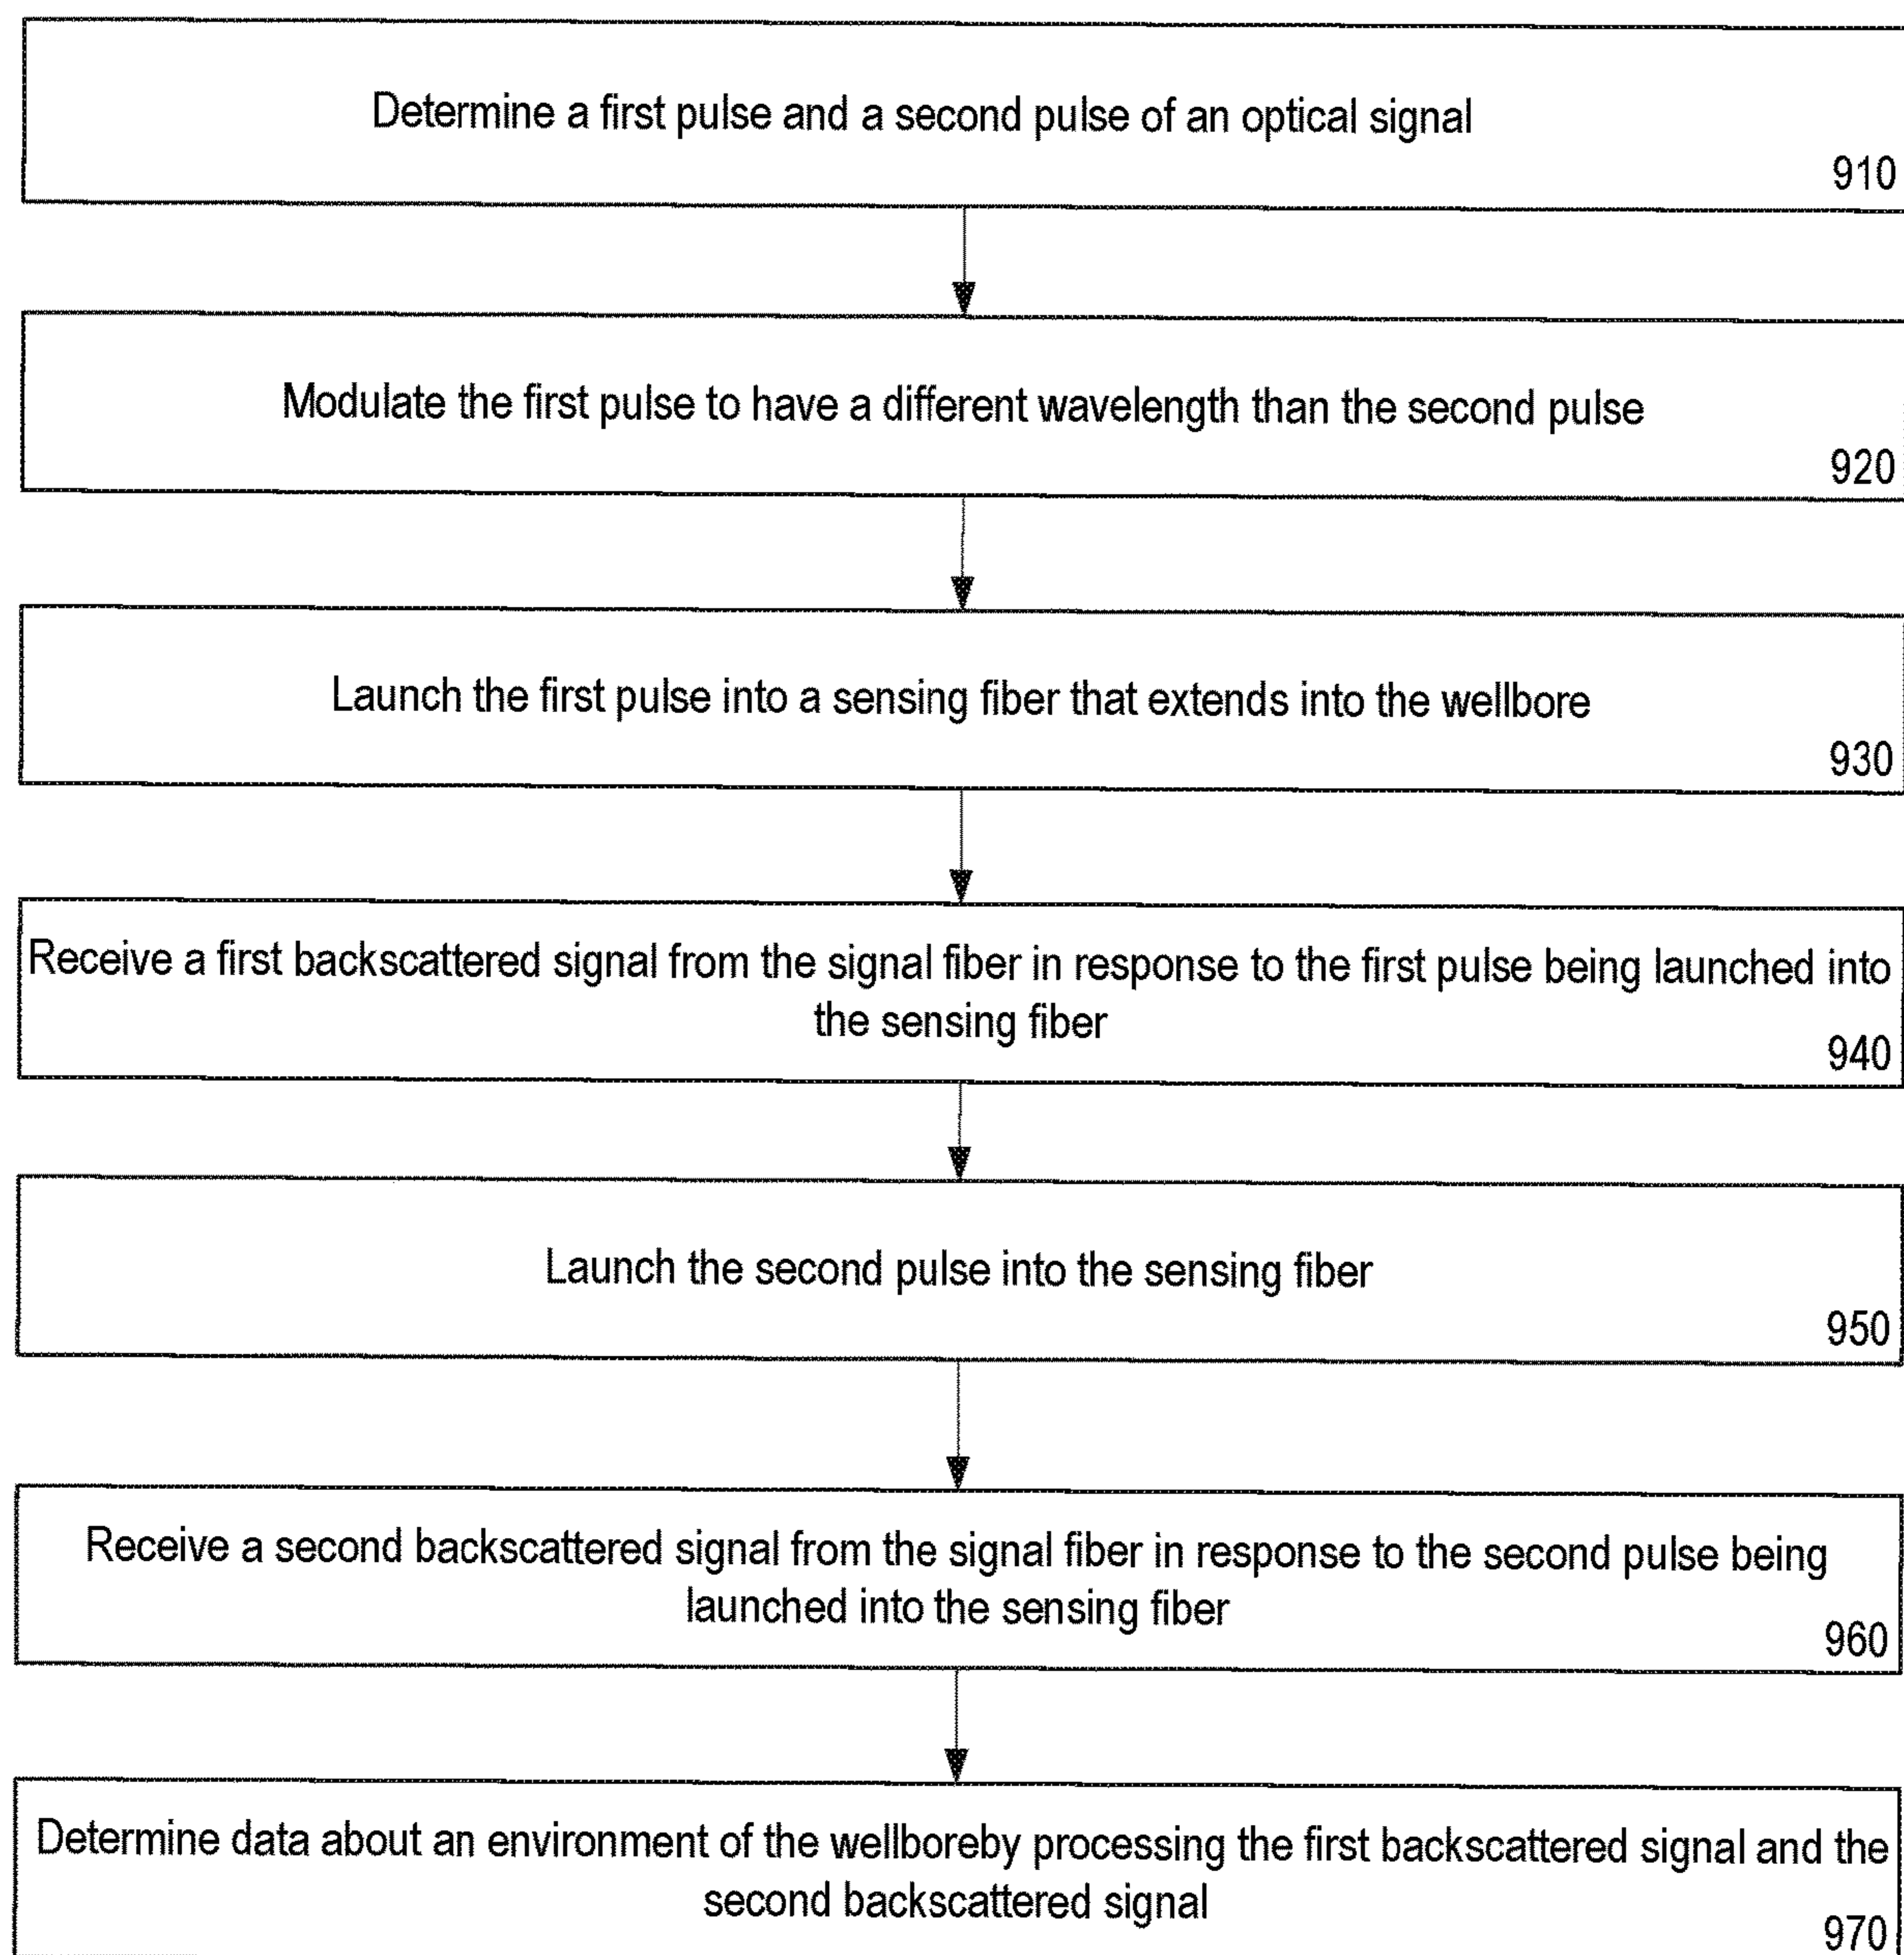 Determine a first pulse and a second pulse of an optical signal
910
Modulate the first pulse to have a different wavelength than the second pulse
920
Launch the first pulse into a sensing fiber that extends into the wellbore
930
Receive a first backscattered signal from the signal fiber in response to the first pulse being launched into
the sensing fiber
940
Launch the second pulse into the sensing fiber
950
Receive a second backscattered signal from the signal fiber in response to the second pulse being
launched into the sensing fiber
960
Determine data about an environment of the wellboreby processing the first backscattered signal and the
second backscattered signal
970